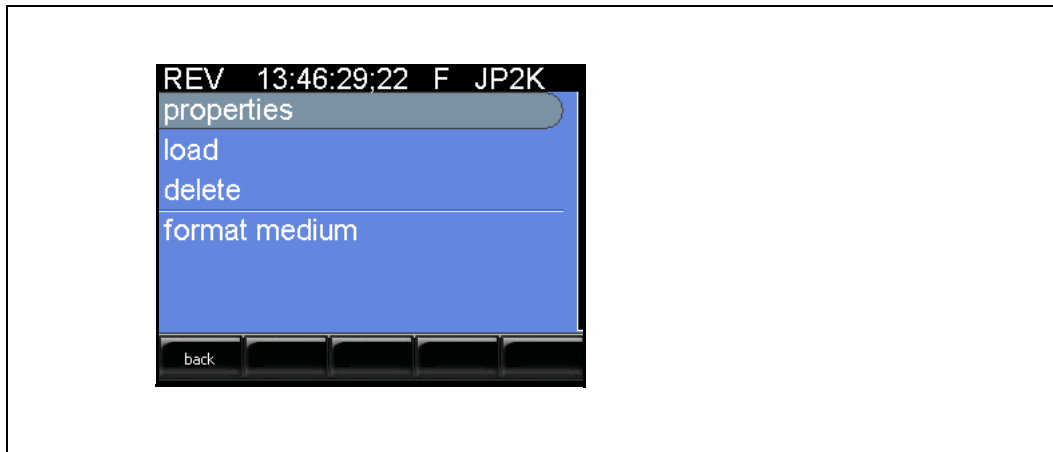 REV 13:46:29;22 F JP2K
properties
load
delete
format medium
back